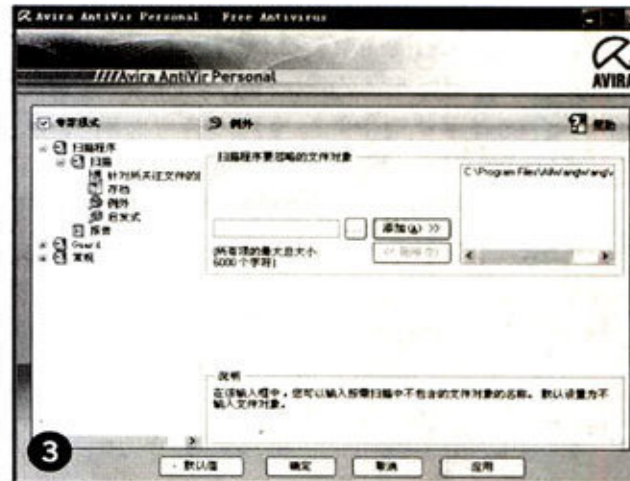 Avira AntiVir Personal - Free Antivirus
Avira AntiVir Personal
AVIRA
专家模式
例外
帮助
扫描程序
扫描
针对所关注文件的
存档
例外
启发式
报告
Guard
常规
扫描程序要忽略的文件对象
...
添加(A) >>
<< 删除(D)
[所有项的最大总大小
6000 个字符]
C:\Program Files\AliWangWang\
说明
在该输入框中，您可以输入按需扫描中不包含的文件对象的名称。默认设置为不
输入文件对象。
3
默认值
确定
取消
应用